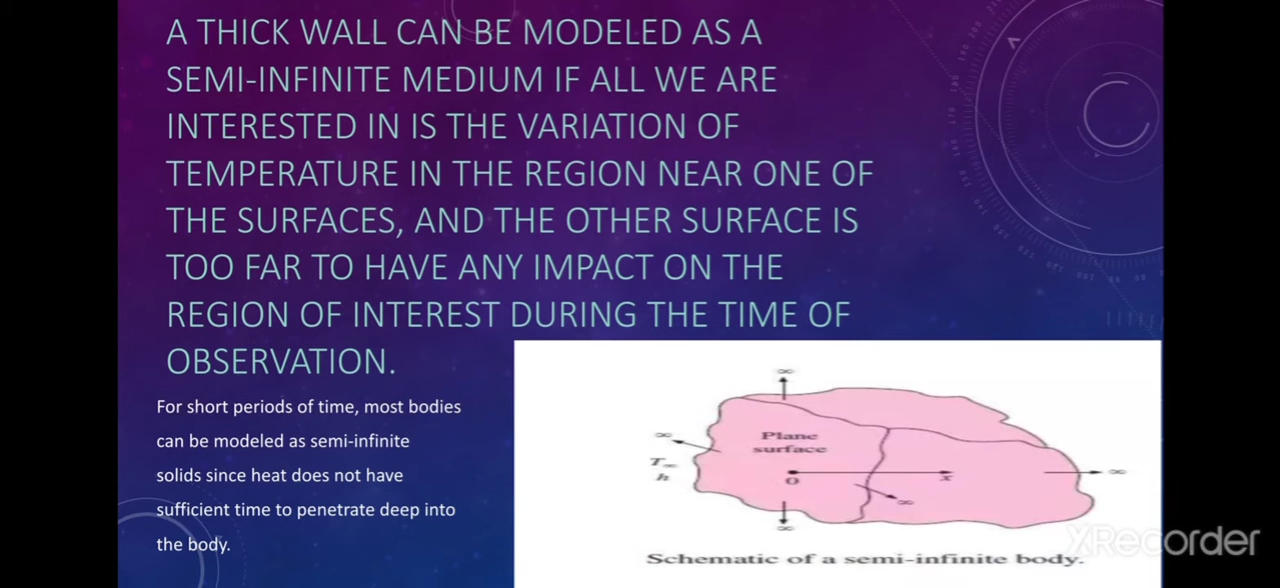 A THICK WALL CAN BE MODELED AS A
SEMI-INFINITE MEDIUM IF ALL WE ARE
INTERESTED IN IS THE VARIATION OF
TEMPERATURE IN THE REGION NEAR ONE OF
THE SURFACES, AND THE OTHER SURFACE IS
TOO FAR TO HAVE ANY IMPACT ON THE
REGION OF INTEREST DURING THE TIME OF
OBSERVATION.
For short periods of time, most bodies
can be modeled as semi-infinite
solids since heat does not have
sufficient time to penetrate deep into
the body.
∞
Plane
surface
∞
T∞
h
0
x
∞
∞
∞
Schematic of a semi-infinite body.
XRecorder